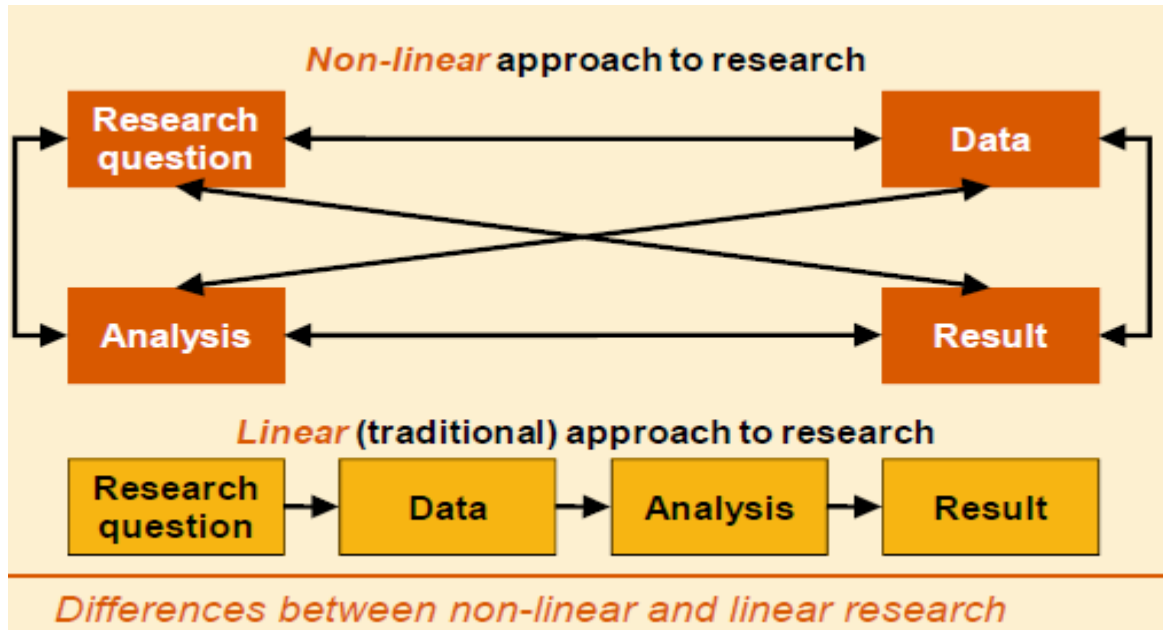 Non-linear approach to research
Research
question
Data
Analysis
Result
Linear (traditional) approach to research
Research
question
Data
Analysis
Result
Differences between non-linear and linear research